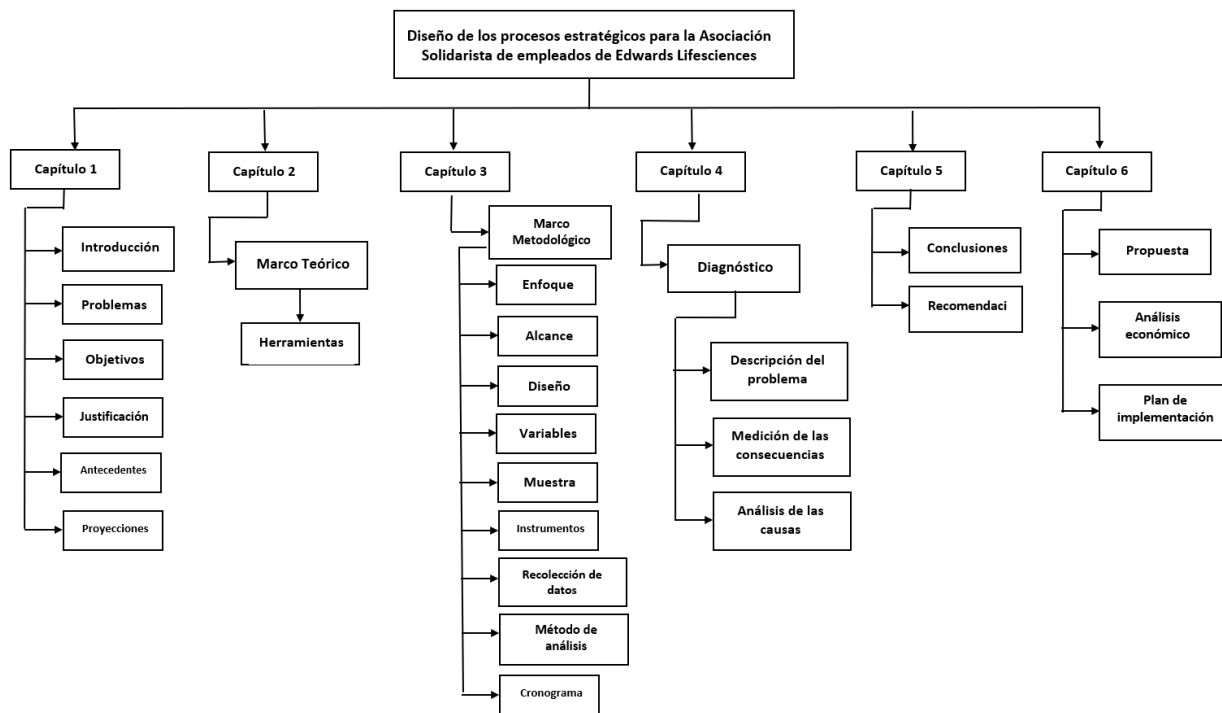 Diseño de los procesos estratégicos para la Asociación
Solidarista de empleados de Edwards Lifesciences
Capítulo 1
Introducción
Problemas
Objetivos
Justificación
Antecedentes
Proyecciones
Capítulo 2
Marco Teórico
Herramientas
Capítulo 3
Marco
Metodológico
Enfoque
Alcance
Diseño
Variables
Muestra
Instrumentos
Recolección de
datos
Método de
análisis
Cronograma
Capítulo 4
Diagnóstico
Descripción del
problema
Medición de las
consecuencias
Análisis de las
causas
Capítulo 5
Conclusiones
Recomendaci
Capítulo 6
Propuesta
Análisis
económico
Plan de
implementación